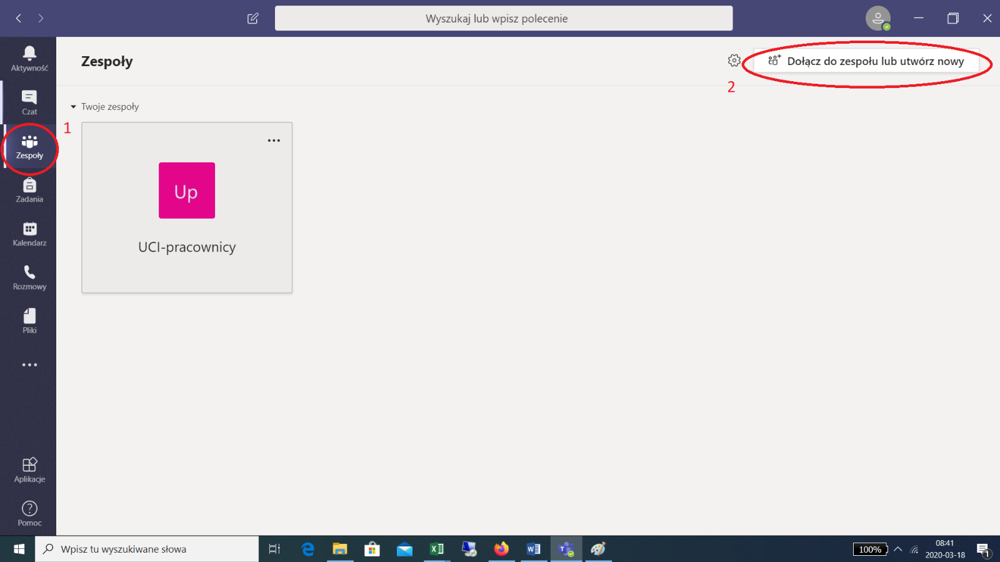 Wyszukaj lub wpisz polecenie
Aktywność
Czat
Zespoły
Zadania
Kalendarz
Rozmowy
Pliki
Aplikacje
Pomoc
Zespoły
Dołącz do zespołu lub utwórz nowy
2
Twoje zespoły
1
Up
UCI-pracownicy
Wpisz tu wyszukiwane słowa
100%
08:41
2020-03-18
1